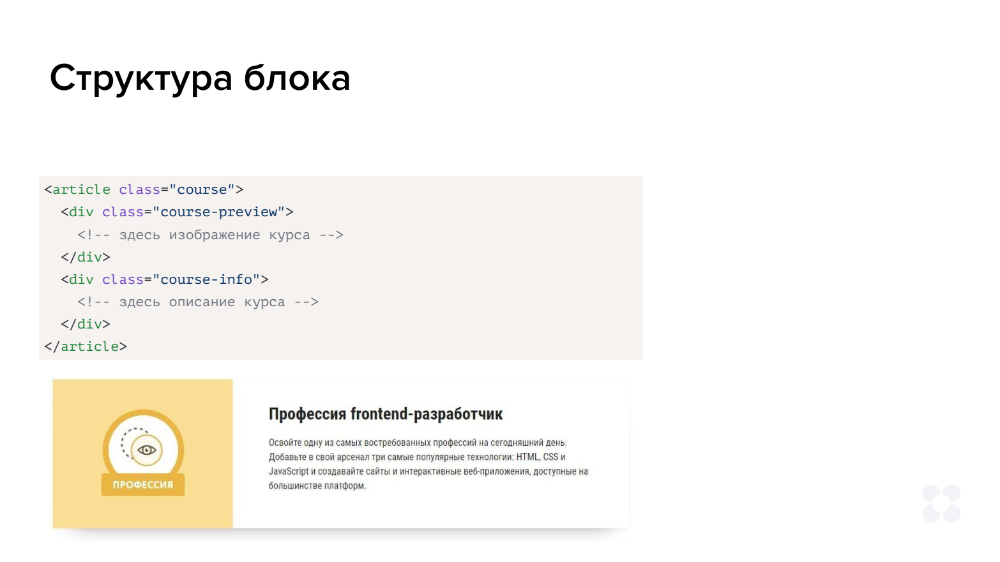 Структура блока
<article class="course">
  <div class="course-preview">
    <!-- здесь изображение курса -->
  </div>
  <div class="course-info">
    <!-- здесь описание курса -->
  </div>
</article>
ПРОФЕССИЯ
Профессия frontend-разработчик
Освойте одну из самых востребованных профессий на сегодняшний день.
Добавьте в свой арсенал три самые популярные технологии: HTML, CSS и
JavaScript и создавайте сайты и интерактивные веб-приложения, доступные на
большинстве платформ.